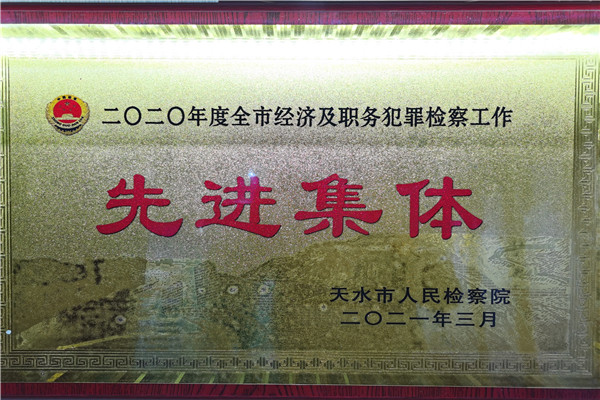 二〇二〇年度全市经济及职务犯罪检察工作
先进集体
天水市人民检察院
二〇二一年三月